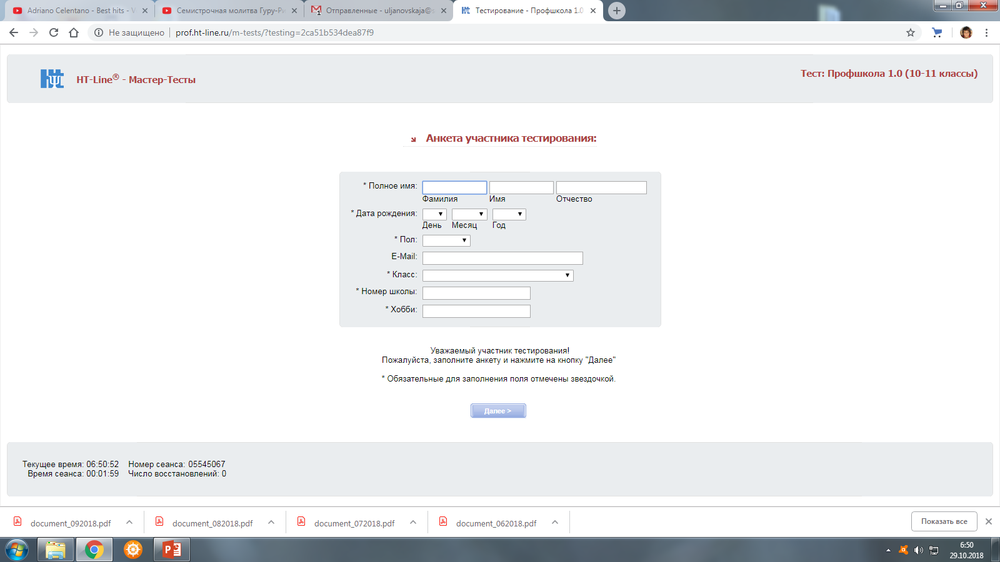 Adriano Celentano - Best hits - V
Семистрочная молитва Гуру-Ри
Отправленные - uljanovskaja@s
Тестирование - Профшкола 1.0
Не защищено
prof.ht-line.ru/m-tests/?testing=2ca51b534dea87f9
HT-Line® - Мастер-Тесты
Тест: Профшкола 1.0 (10-11 классы)
Анкета участника тестирования:
* Полное имя:
Фамилия Имя Отчество
* Дата рождения:
День Месяц Год
* Пол:
E-Mail:
* Класс:
* Номер школы:
* Хобби:
Уважаемый участник тестирования!
Пожалуйста, заполните анкету и нажмите на кнопку "Далее"
* Обязательные для заполнения поля отмечены звездочкой.
Далее >
Текущее время: 06:50:52 Номер сеанса: 05545067
Время сеанса: 00:01:59 Число восстановлений: 0
document_092018.pdf document_082018.pdf document_072018.pdf document_062018.pdf Показать все
6:50
29.10.2018